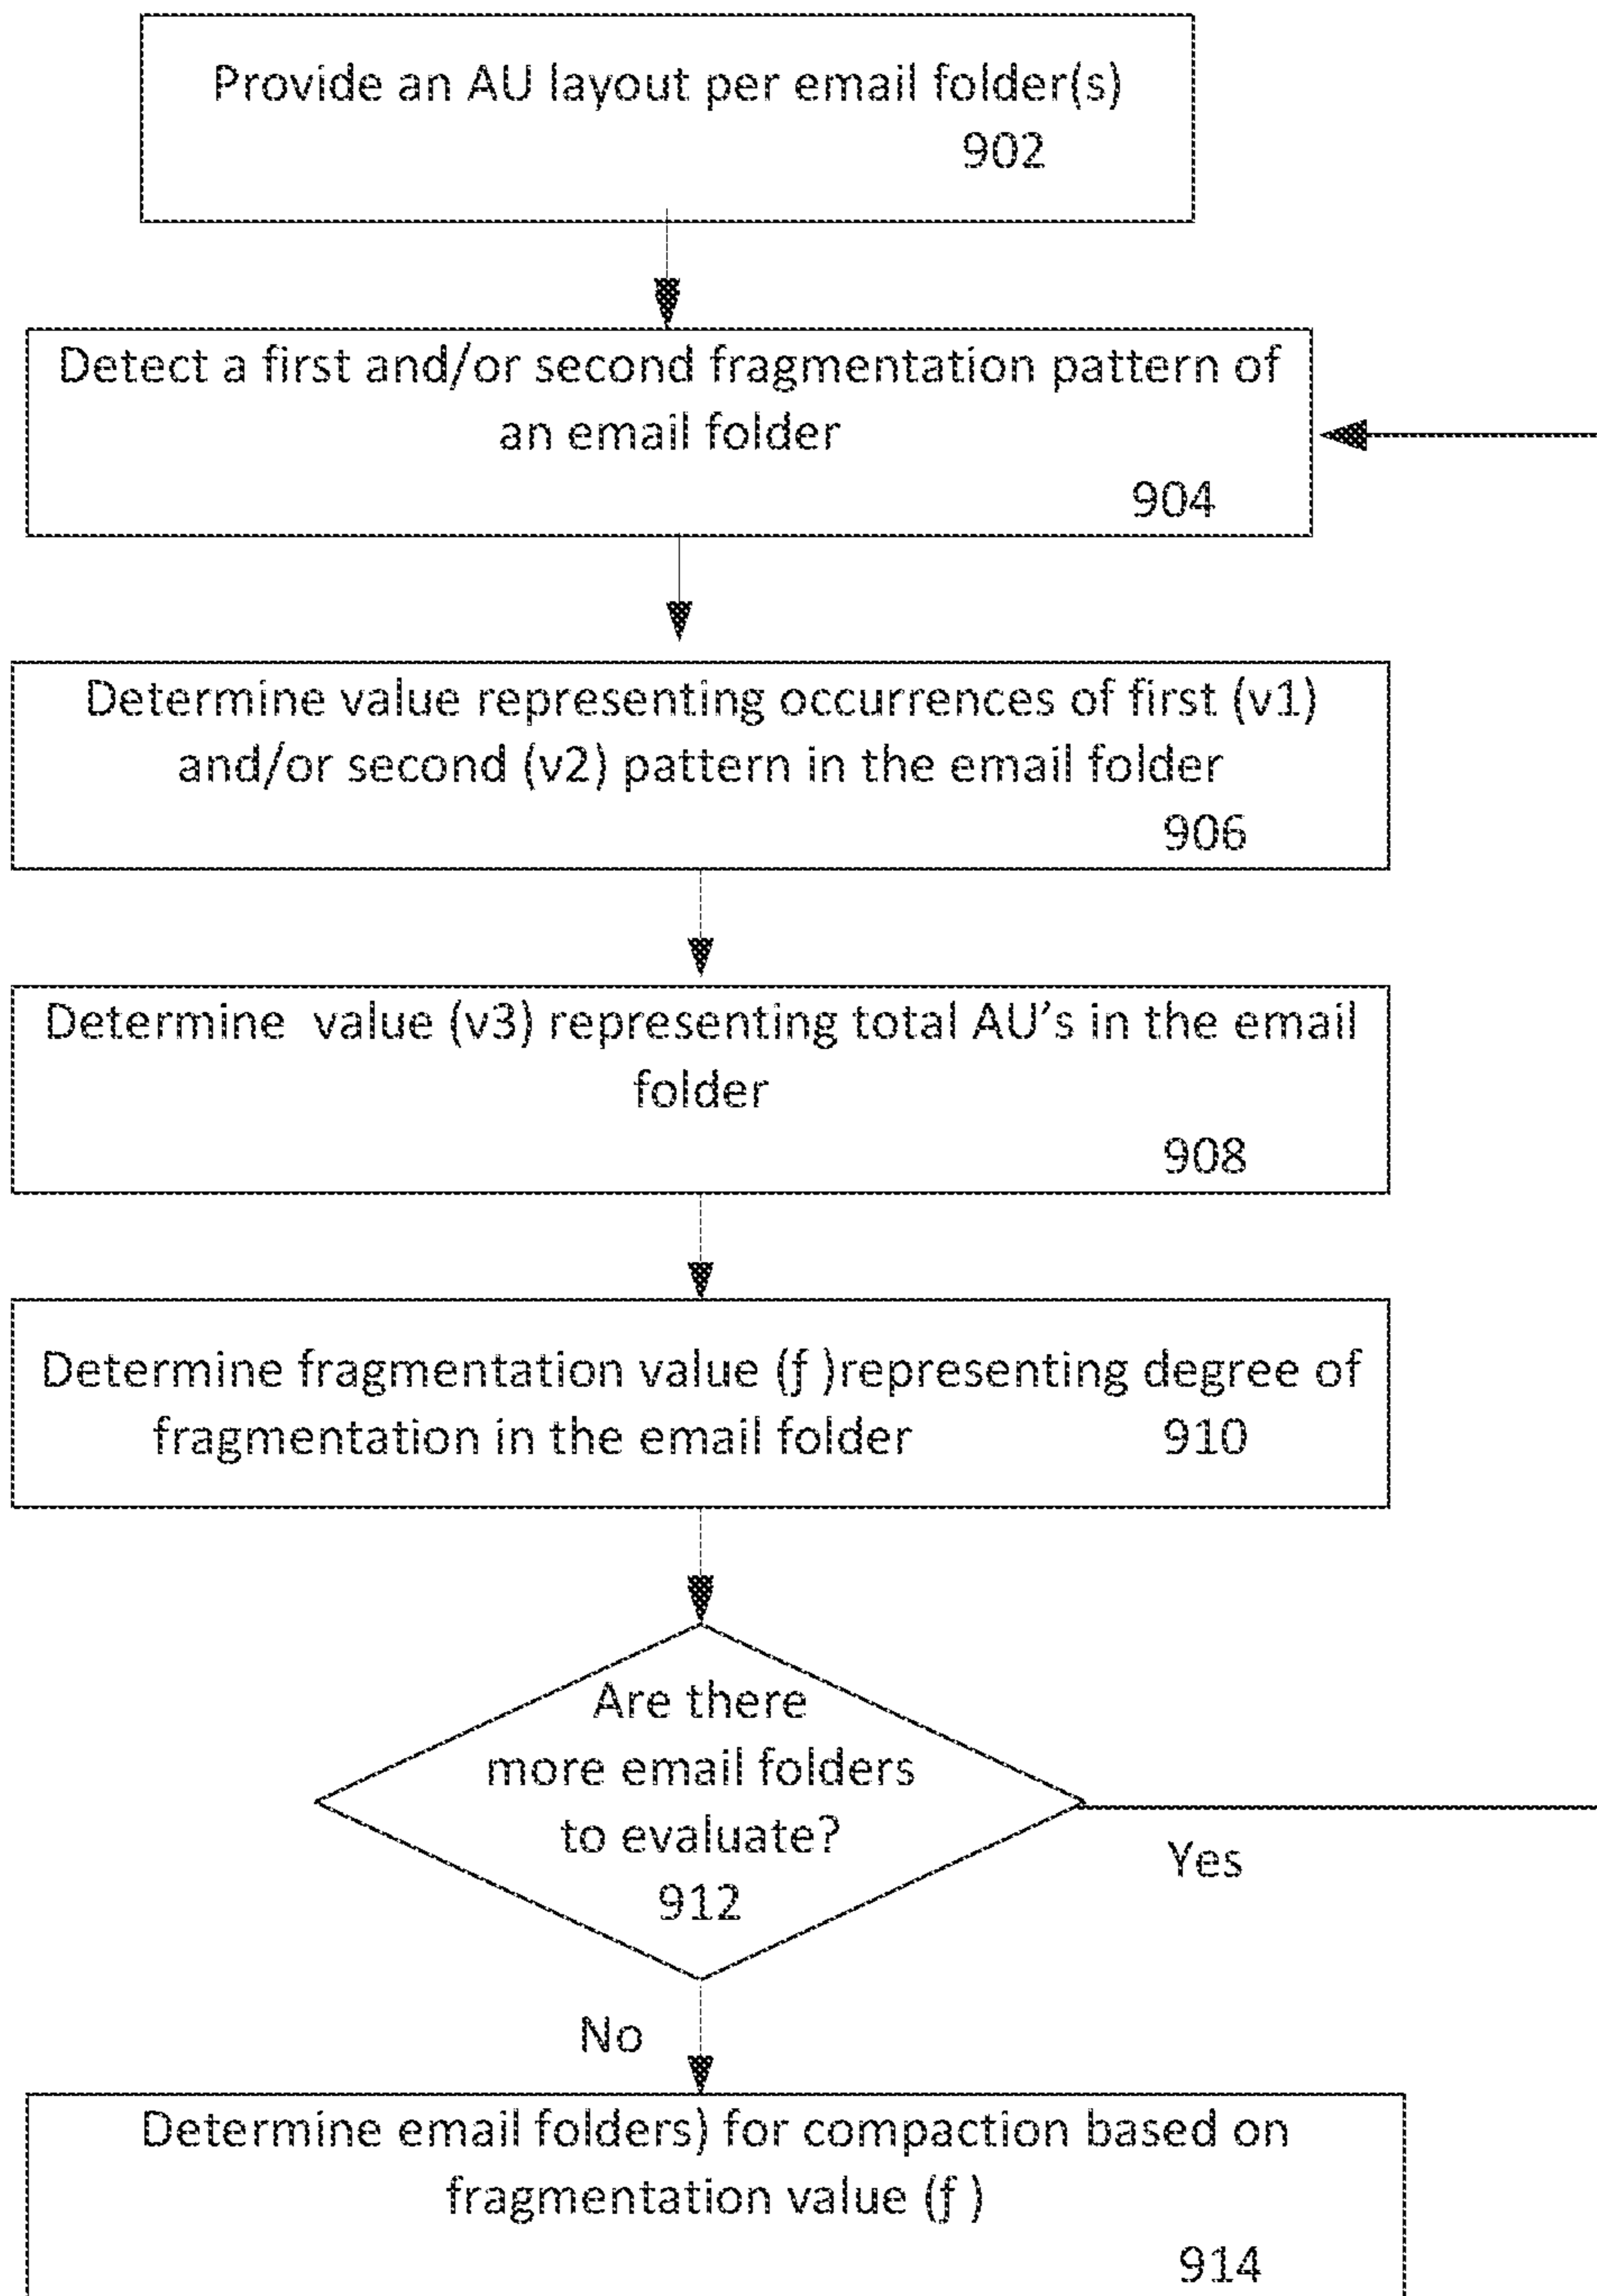 Provide an AU layout per email folder(s)
902
Detect a first and/or second fragmentation pattern of
an email folder
904
Determine value representing occurrences of first (v1)
and/or second (v2) pattern in the email folder
906
Determine value (v3) representing total AU's in the email
folder
908
Determine fragmentation value (ƒ )representing degree of
fragmentation in the email folder 910
Are there
more email folders
to evaluate?
912
Yes
No
Determine email folders) for compaction based on
fragmentation value (ƒ )
914